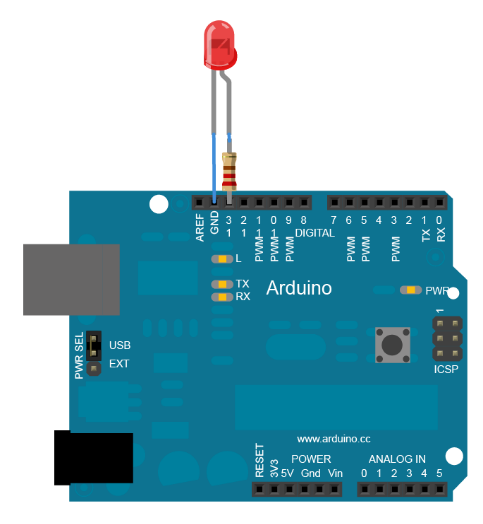 AREF
GND
13
12
PWM 11
PWM 10
PWM 9
8
DIGITAL
7
PWM 6
PWM 5
4
PWM 3
2
TX 1
RX 0
L
TX
RX
Arduino
PWR
1
ICSP
PWR SEL
USB
EXT
www.arduino.cc
POWER
ANALOG IN
RESET
3V3
5V Gnd Vin
0 1 2 3 4 5